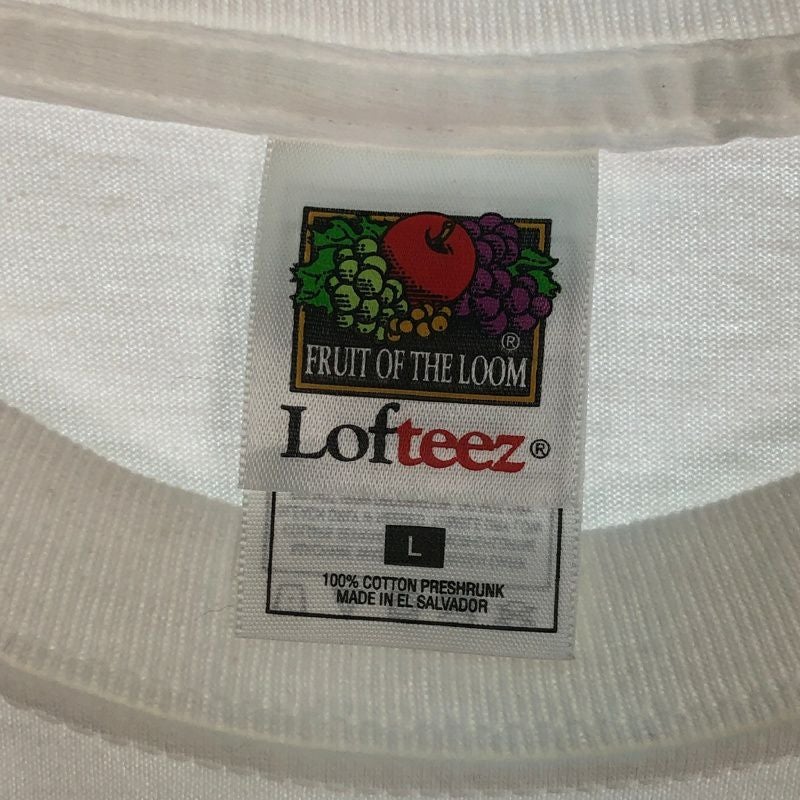 ®
FRUIT OF THE LOOM
Lofteez®
L
100% COTTON PRESHRUNK
MADE IN EL SALVADOR